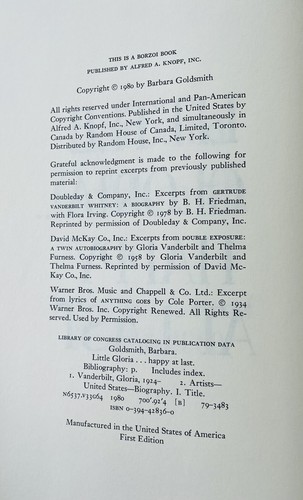 THIS IS A BORZOI BOOK
PUBLISHED BY ALFRED A. KNOPF, INC.
Copyright © 1980 by Barbara Goldsmith
All rights reserved under International and Pan-American
Copyright Conventions. Published in the United States by
Alfred A. Knopf, Inc., New York, and simultaneously in
Canada by Random House of Canada, Limited, Toronto.
Distributed by Random House, Inc., New York.
Grateful acknowledgment is made to the following for
permission to reprint excerpts from previously published
material:
Doubleday & Company, Inc.: Excerpts from GERTRUDE
VANDERBILT WHITNEY: A BIOGRAPHY by B. H. Friedman,
with Flora Irving. Copyright © 1978 by B. H. Friedman.
Reprinted by permission of Doubleday & Company, Inc.
David McKay Co., Inc.: Excerpts from DOUBLE EXPOSURE:
A TWIN AUTOBIOGRAPHY by Gloria Vanderbilt and Thelma
Furness. Copyright © 1958 by Gloria Vanderbilt and
Thelma Furness. Reprinted by permission of David Mc-
Kay Co., Inc.
Warner Bros. Music and Chappell & Co. Ltd.: Excerpt
from lyrics of ANYTHING GOES by Cole Porter. © 1934
Warner Bros. Inc. Copyright Renewed. All Rights Re-
served. Used by Permission.
LIBRARY OF CONGRESS CATALOGING IN PUBLICATION DATA
Goldsmith, Barbara.
Little Gloria . . . happy at last.
Bibliography: p. Includes index.
1. Vanderbilt, Gloria, 1924- 2. Artists—
United States—Biography. I. Title.
N6537.V33G64 1980 700'.92'4 [B] 79-3483
ISBN 0-394-42836-0
Manufactured in the United States of America
First Edition